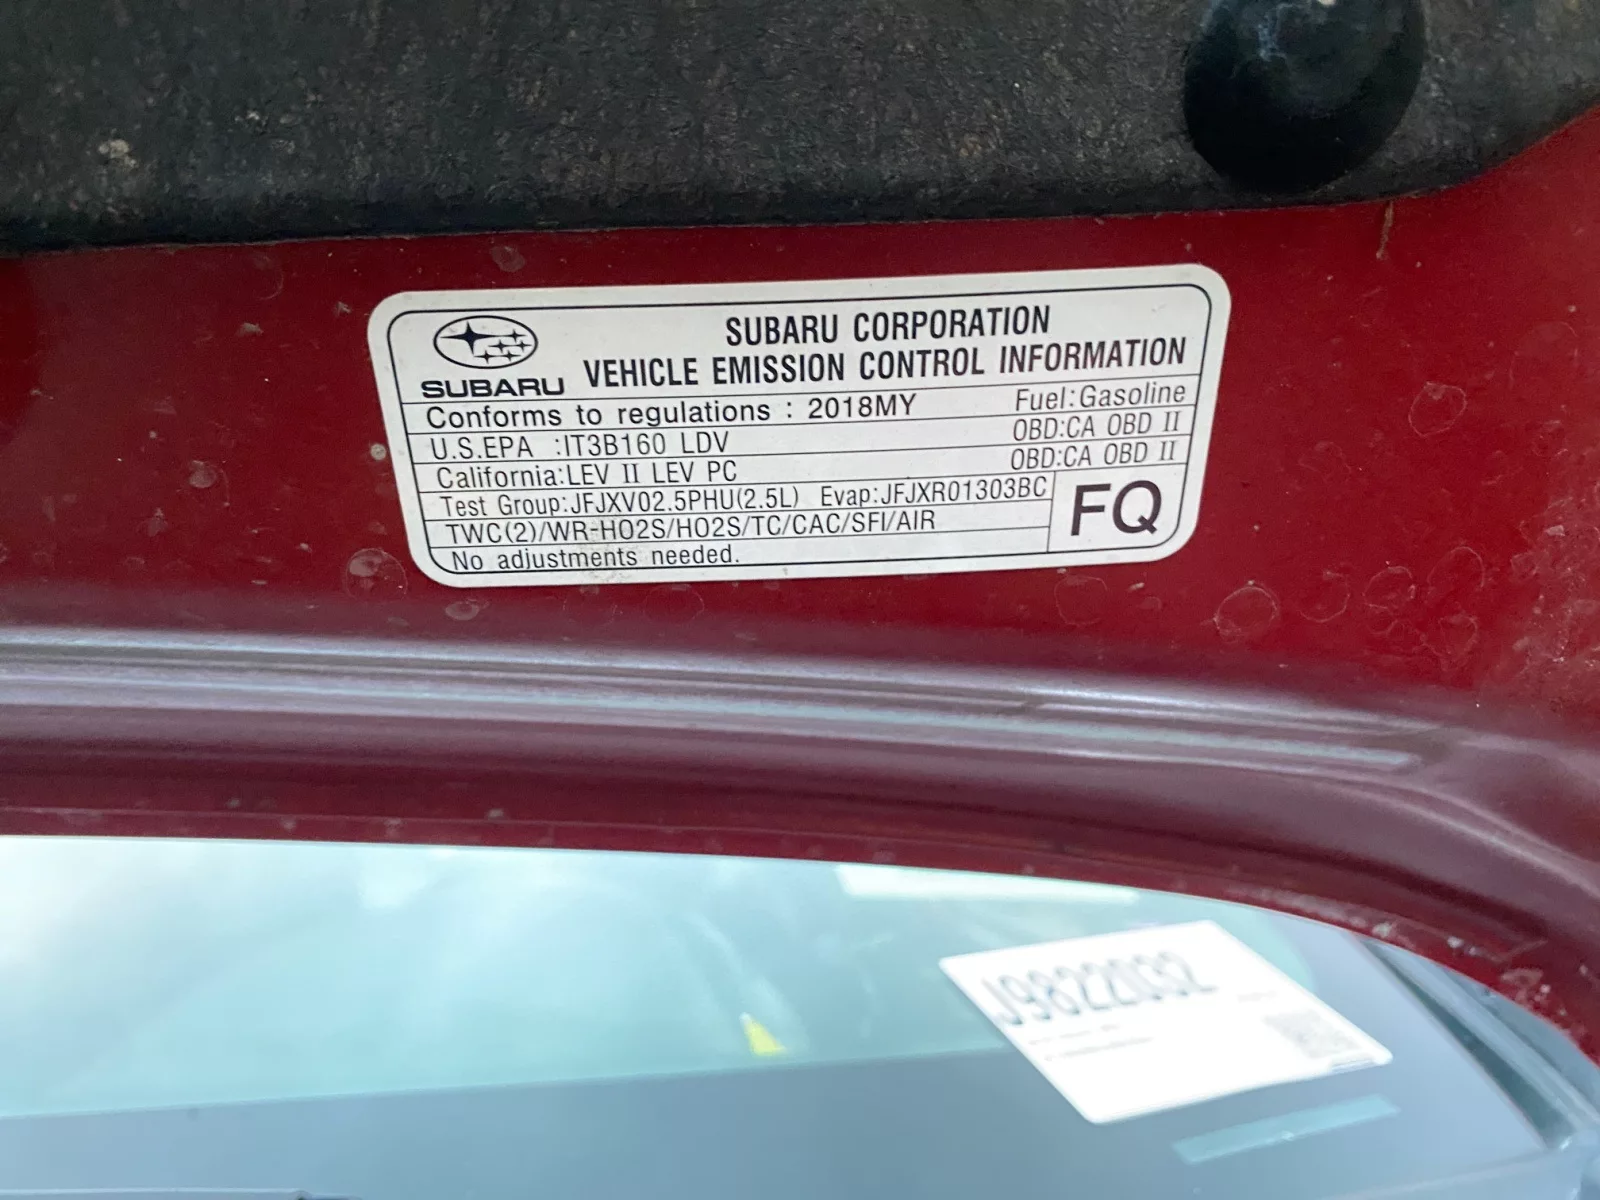 SUBARU
SUBARU CORPORATION
VEHICLE EMISSION CONTROL INFORMATION
Conforms to regulations : 2018MY Fuel:Gasoline
U.S.EPA :IT3B160 LDV OBD:CA OBD II
California:LEV II LEV PC OBD:CA OBD II
Test Group:JFJXV02.5PHU(2.5L) Evap:JFJXR01303BC
TWC(2)/WR-HO2S/HO2S/TC/CAC/SFI/AIR
FQ
No adjustments needed.
J9822032